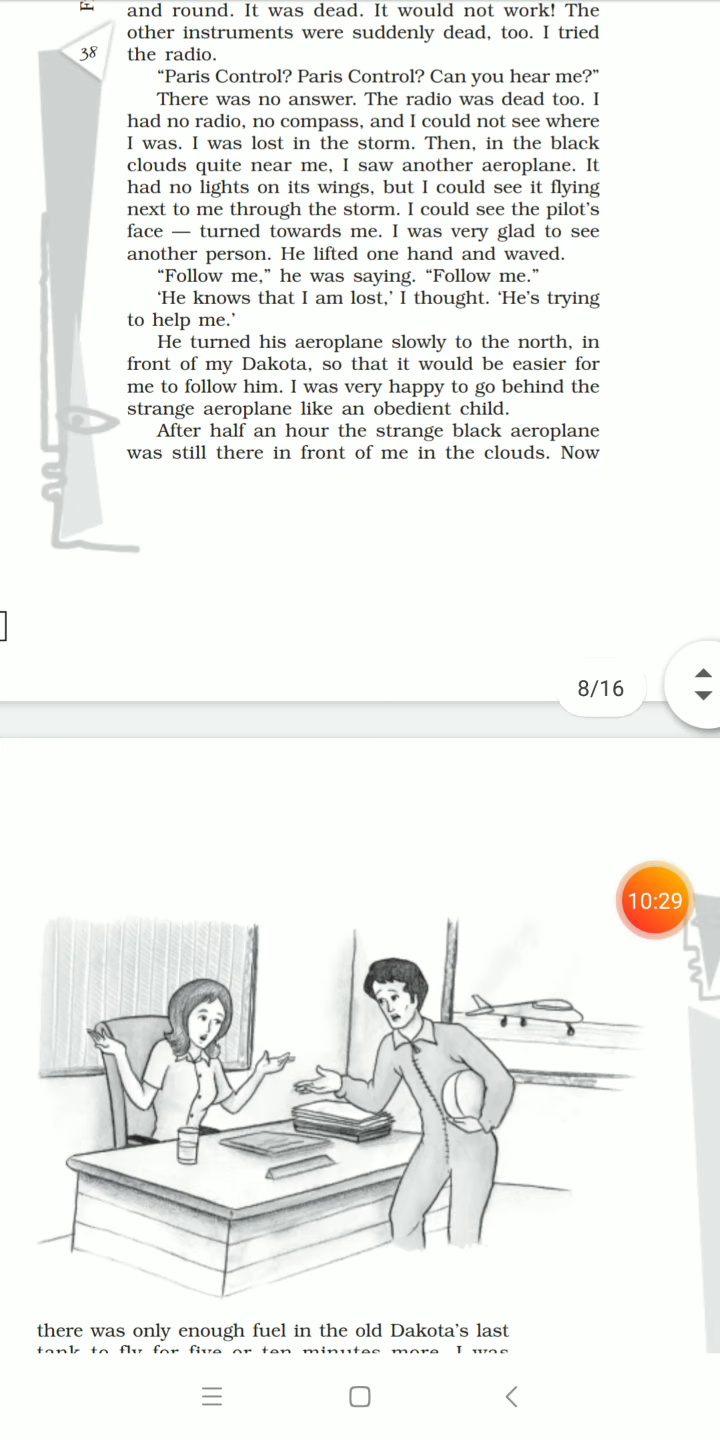 and round. It was dead. It would not work! The
other instruments were suddenly dead, too. I tried
the radio.
38
“Paris Control? Paris Control? Can you hear me?”
There was no answer. The radio was dead too. I
had no radio, no compass, and I could not see where
I was. I was lost in the storm. Then, in the black
clouds quite near me, I saw another aeroplane. It
had no lights on its wings, but I could see it flying
next to me through the storm. I could see the pilot’s
face — turned towards me. I was very glad to see
another person. He lifted one hand and waved.
“Follow me,” he was saying. “Follow me.”
‘He knows that I am lost,’ I thought. ‘He’s trying
to help me.’
He turned his aeroplane slowly to the north, in
front of my Dakota, so that it would be easier for
me to follow him. I was very happy to go behind the
strange aeroplane like an obedient child.
After half an hour the strange black aeroplane
was still there in front of me in the clouds. Now
8/16
10:29
there was only enough fuel in the old Dakota’s last
tank to fly for five or ten minutes more. I was